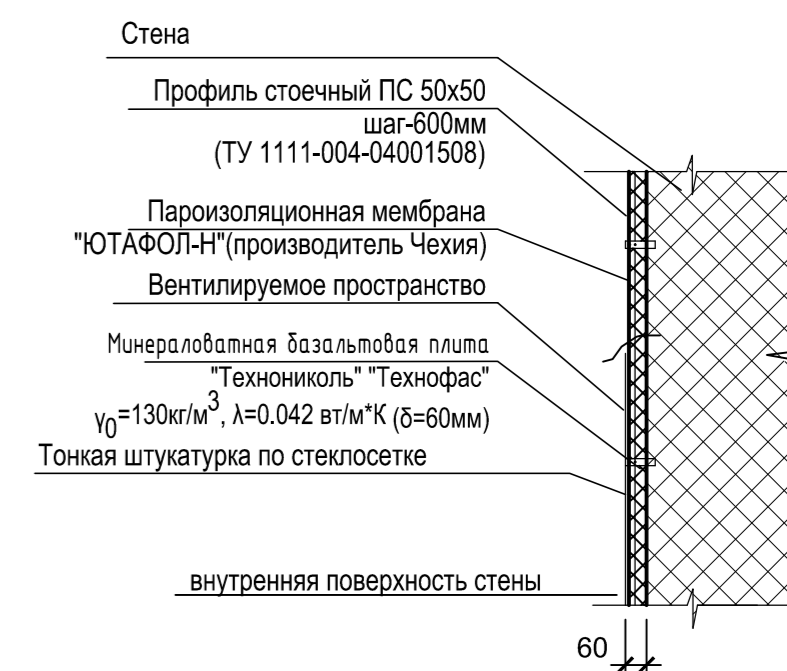 Стена
Профиль стоечный ПС 50х50
шаг-600мм
(ТУ 1111-004-04001508)
Пароизоляционная мембрана
"ЮТАФОЛ-Н"(производитель Чехия)
Вентилируемое пространство
Минераловатная базальтовая плита
"Технониколь" "Технофас"
γ0=130кг/м3, λ=0.042 вт/м*К (δ=60мм)
Тонкая штукатурка по стеклосетке
внутренняя поверхность стены
60